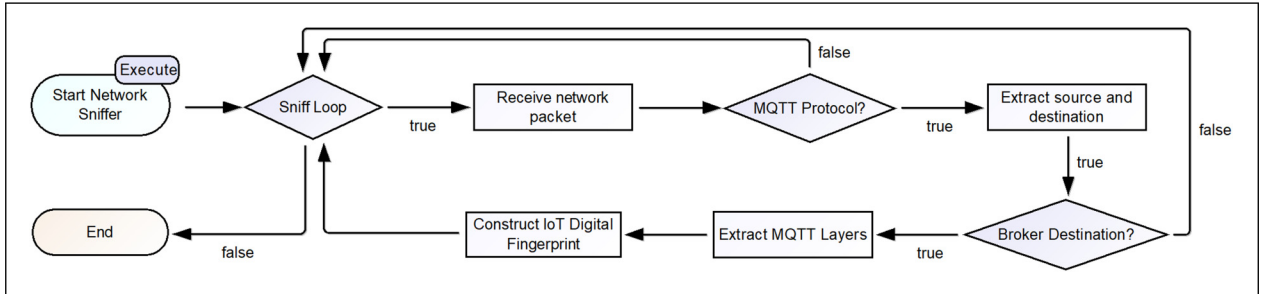 Execute
Start Network
Sniffer
Sniff Loop
true
Receive network
packet
MQTT Protocol?
false
true
Extract source and
destination
false
true
Broker Destination?
true
Extract MQTT Layers
Construct IoT Digital
Fingerprint
false
End